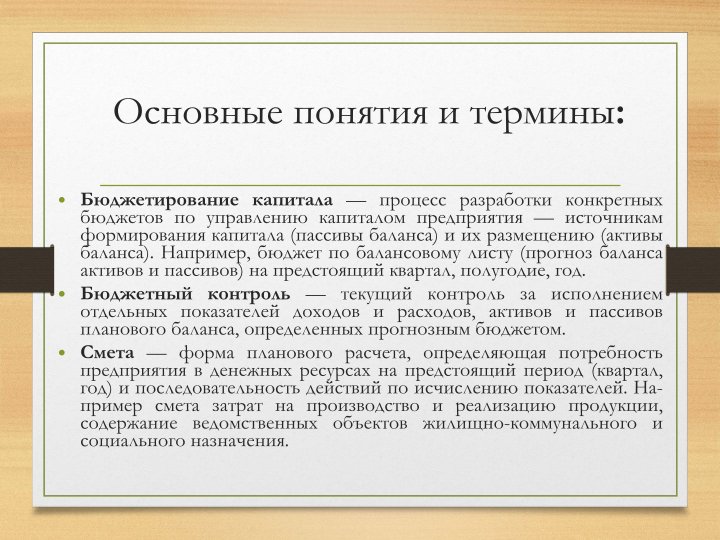 Основные понятия и термины:
• Бюджетирование капитала — процесс разработки конкретных
бюджетов по управлению капиталом предприятия — источникам
формирования капитала (пассивы баланса) и их размещению (активы
баланса). Например, бюджет по балансовому листу (прогноз баланса
активов и пассивов) на предстоящий квартал, полугодие, год.
• Бюджетный контроль — текущий контроль за исполнением
отдельных показателей доходов и расходов, активов и пассивов
планового баланса, определенных прогнозным бюджетом.
• Смета — форма планового расчета, определяющая потребность
предприятия в денежных ресурсах на предстоящий период (квартал,
год) и последовательность действий по исчислению показателей. На-
пример смета затрат на производство и реализацию продукции,
содержание ведомственных объектов жилищно-коммунального и
социального назначения.